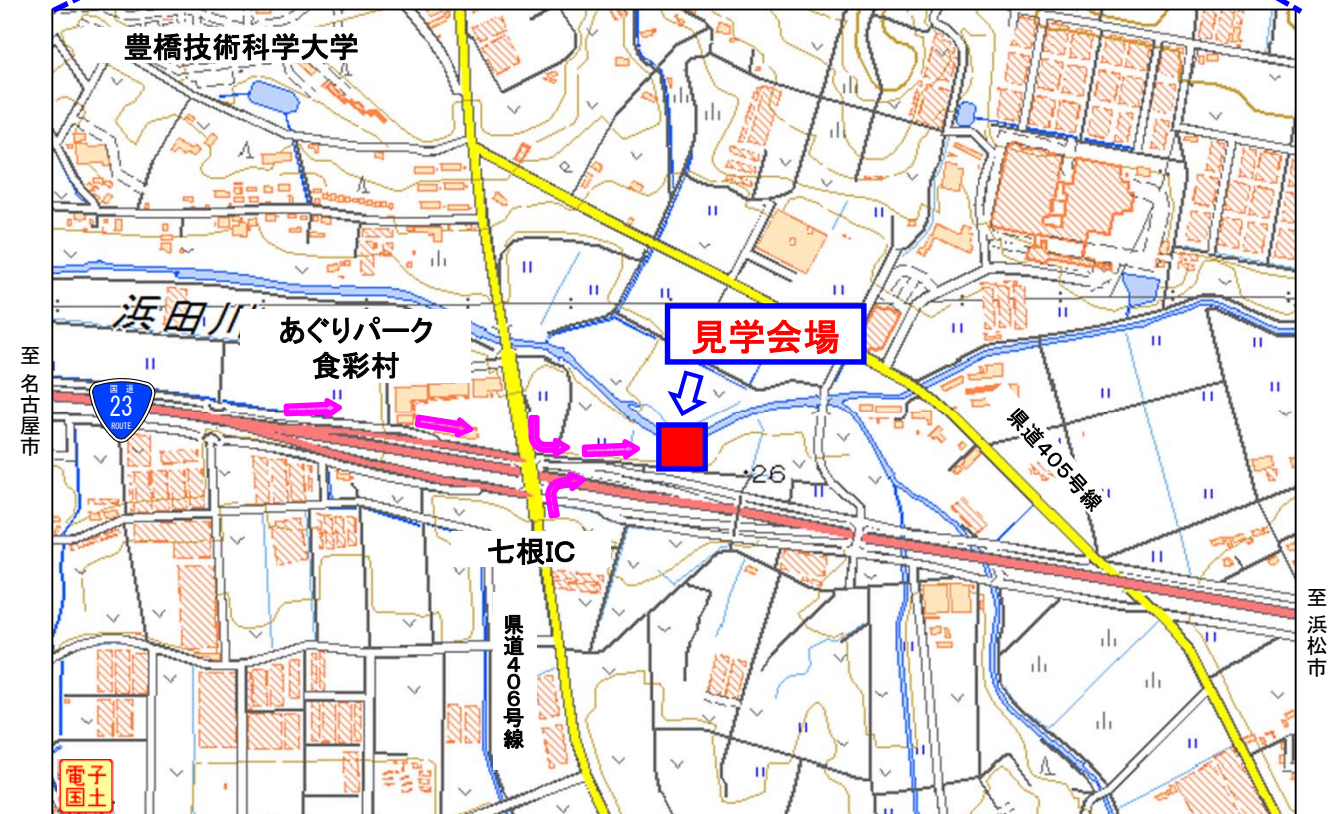 豊橋技術科学大学
浜田川
あぐりパーク
食彩村
見学会場
至 名古屋市
国道
23
ROUTE
県道405号線
・26
七根IC
県道406号線
至 浜松市
電子
国土